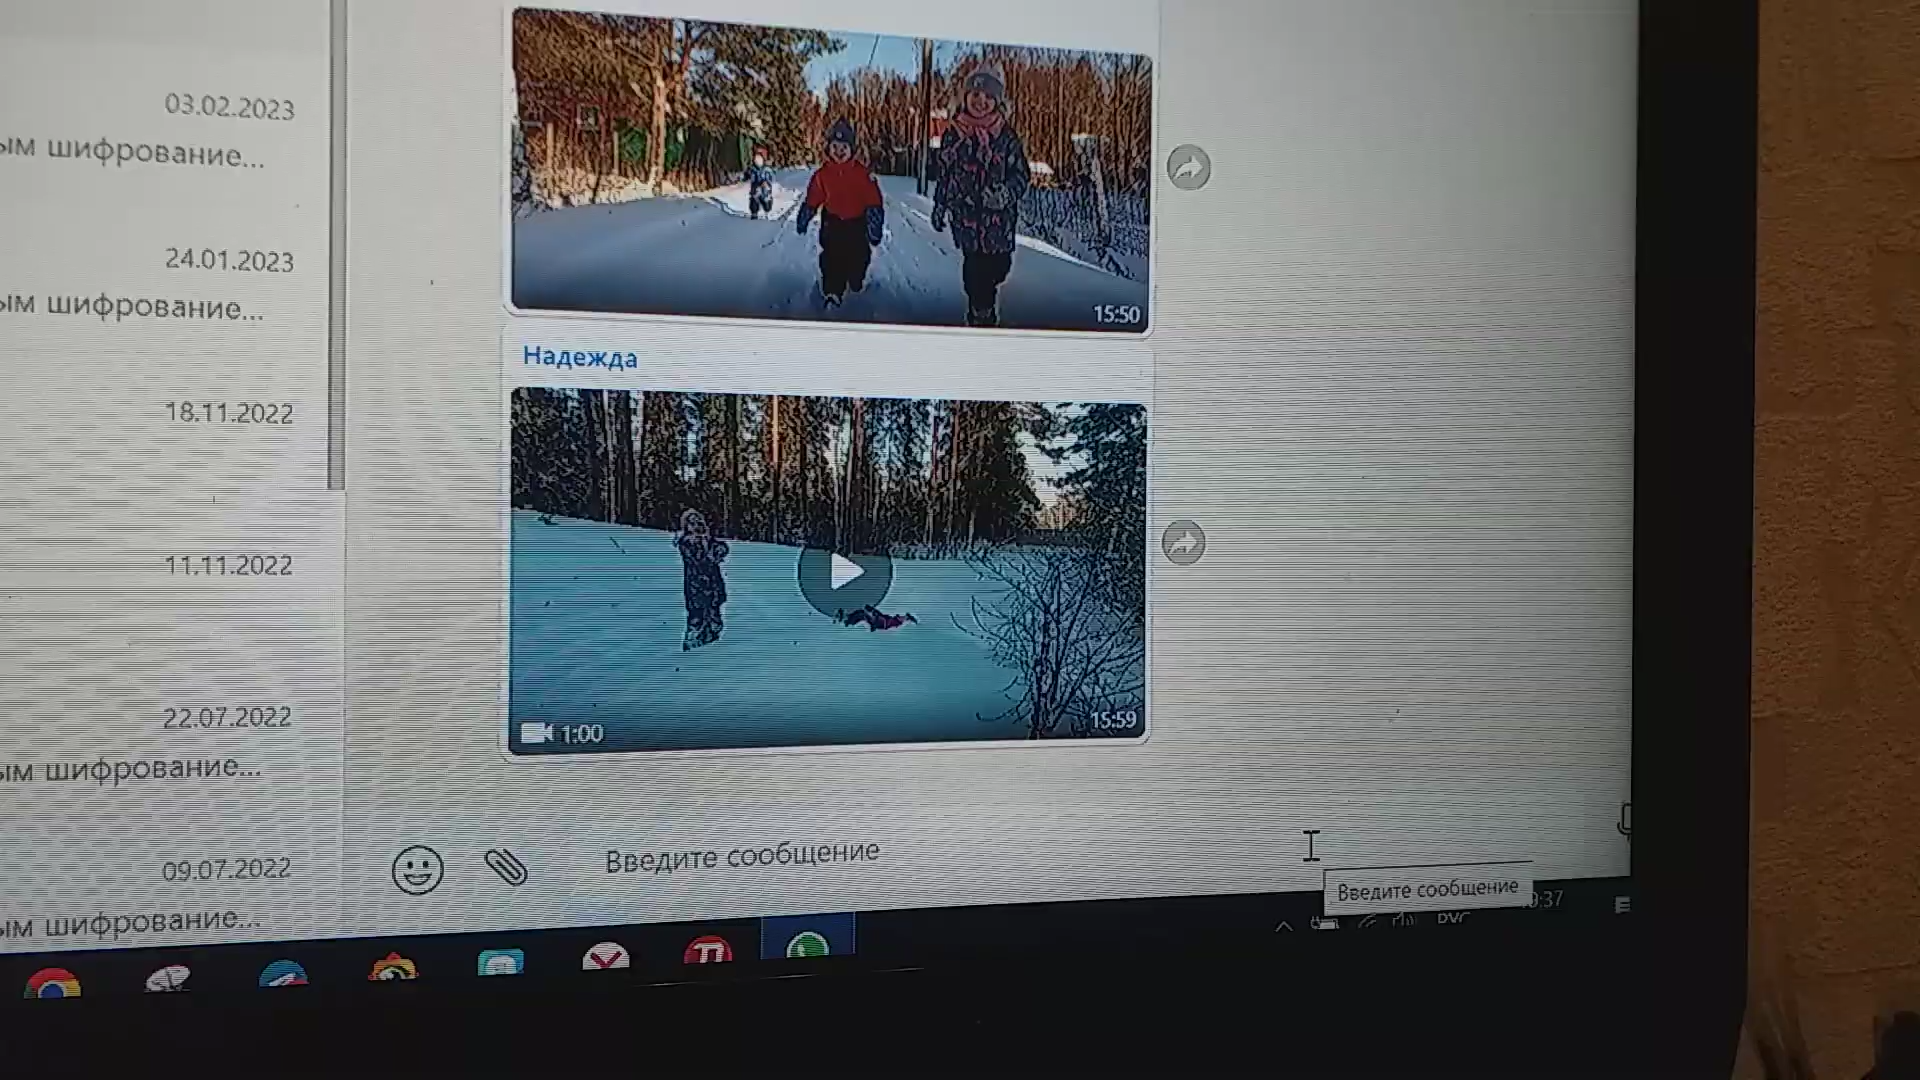 03.02.2023
ым шифрование...
24.01.2023
ым шифрование...
18.11.2022
11.11.2022
22.07.2022
ым шифрование...
09.07.2022
ым шифрование...
15:50
Надежда
1:00
15:59
Введите сообщение
Введите сообщение
:37